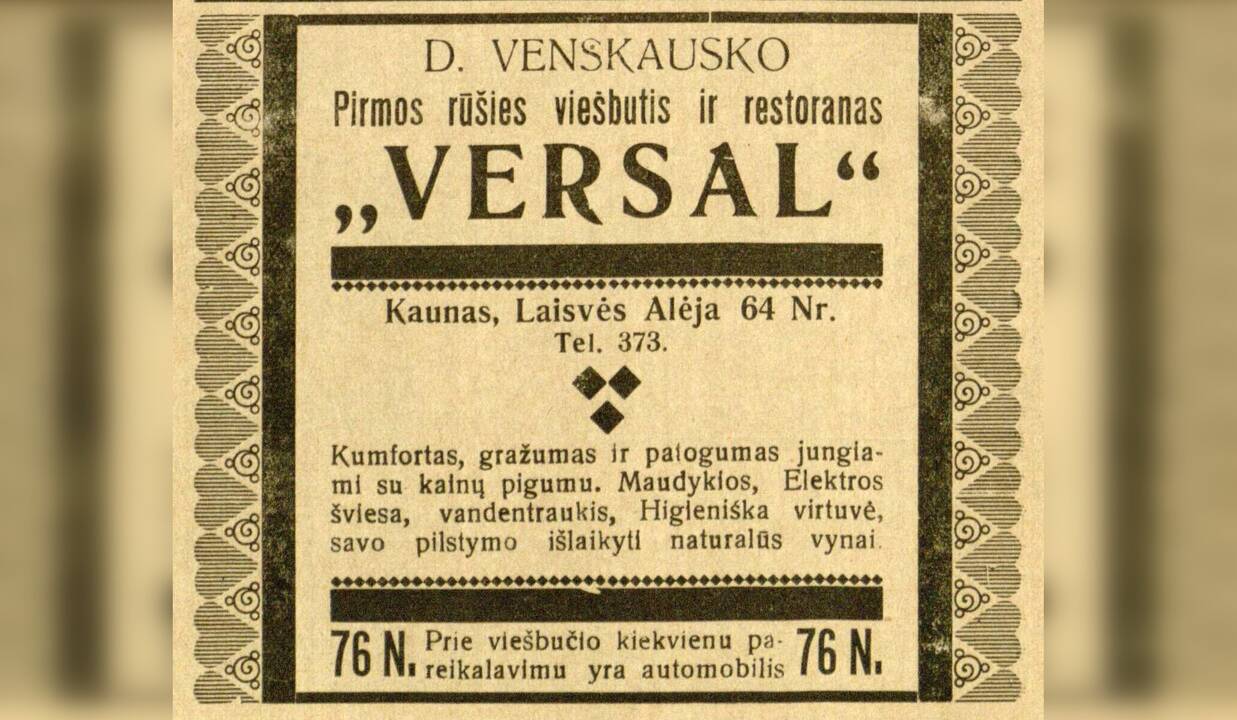 D. VENSKAUSKO
Pirmos rūšies viešbutis ir restoranas
„VERSAL“
Kaunas, Laisvės Alėja 64 Nr.
Tel. 373.
Kumfortas, gražumas ir patogumas jungia-
mi su kainų pigumu. Maudyklos, Elektros
šviesa, vandentraukis, Higieniška virtuvė,
savo pilstymo išlaikyti naturalūs vynai.
76 N. Prie viešbučio kiekvienu pa- 76 N.
reikalavimu yra automobilis